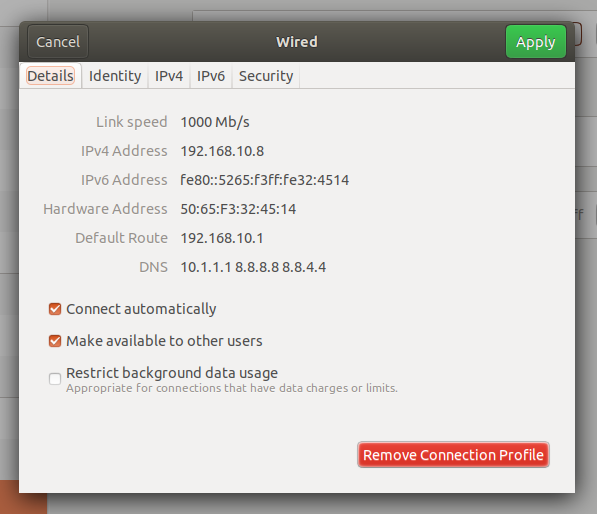 Cancel Wired Apply
Details Identity IPv4 IPv6 Security
Link speed 1000 Mb/s
IPv4 Address 192.168.10.8
IPv6 Address fe80::5265:f3ff:fe32:4514
Hardware Address 50:65:F3:32:45:14
Default Route 192.168.10.1
DNS 10.1.1.1 8.8.8.8 8.8.4.4
Connect automatically
Make available to other users
Restrict background data usage
Appropriate for connections that have data charges or limits.
Remove Connection Profile